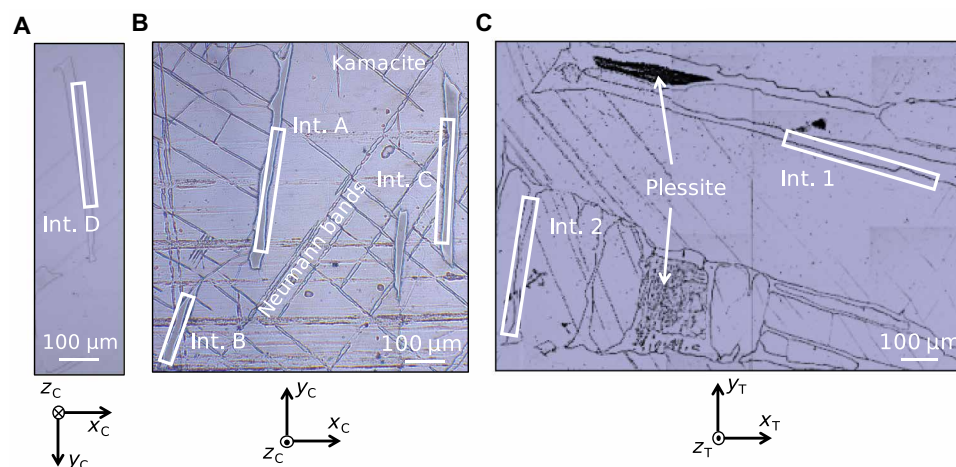 A
B
C
Kamacite
Int. A
Int. C
Int. D
Neumann bands
Int. B
100 µm
100 µm
Plessite
Int. 1
Int. 2
100 µm
z_C
x_C
y_C
y_C
x_C
z_C
y_T
x_T
z_T